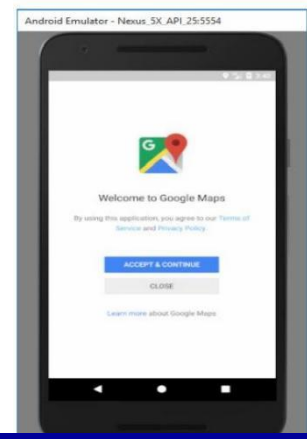 Android Emulator - Nexus_5X_API_25:5554
Welcome to Google Maps
By using this application, you agree to our Terms of
Service and Privacy Policy.
ACCEPT & CONTINUE
CLOSE
Learn more about Google Maps